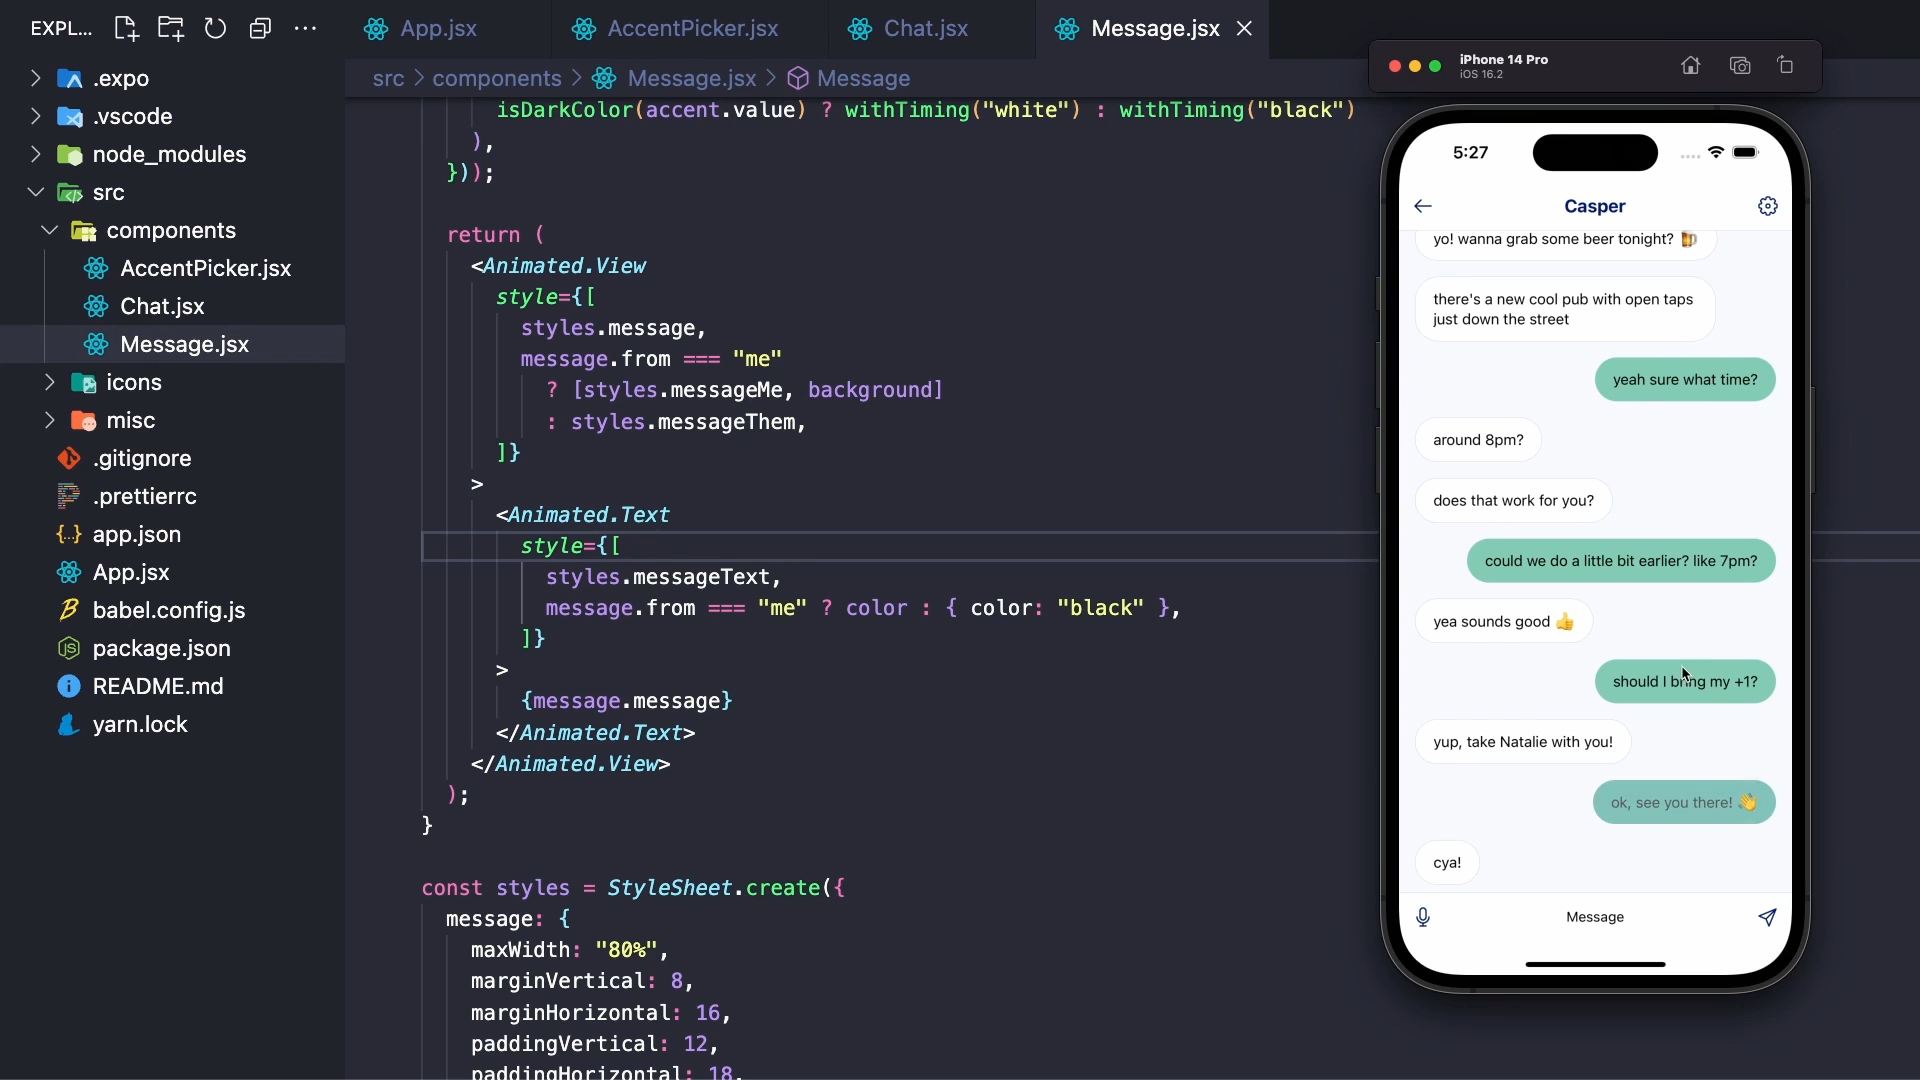 EXPL...
App.jsx
AccentPicker.jsx
Chat.jsx
Message.jsx
src > components > Message.jsx > Message
.expo
.vscode
node_modules
src
components
AccentPicker.jsx
Chat.jsx
Message.jsx
icons
misc
.gitignore
.prettierrc
app.json
App.jsx
babel.config.js
package.json
README.md
yarn.lock
isDarkColor(accent.value) ? withTiming("white") : withTiming("black")
),
}));
return (
<Animated.View
style={[
styles.message,
message.from === "me"
? [styles.messageMe, background]
: styles.messageThem,
]}
>
<Animated.Text
style={[
styles.messageText,
message.from === "me" ? color : { color: "black" },
]}
>
{message.message}
</Animated.Text>
</Animated.View>
);
}
const styles = StyleSheet.create({
message: {
maxWidth: "80%",
marginVertical: 8,
marginHorizontal: 16,
paddingVertical: 12,
paddingHorizontal: 18,
iPhone 14 Pro
iOS 16.2
5:27
Casper
yo! wanna grab some beer tonight? 🍺
there's a new cool pub with open taps
just down the street
yeah sure what time?
around 8pm?
does that work for you?
could we do a little bit earlier? like 7pm?
yea sounds good 👍
should I bring my +1?
yup, take Natalie with you!
ok, see you there! 👋
cya!
Message